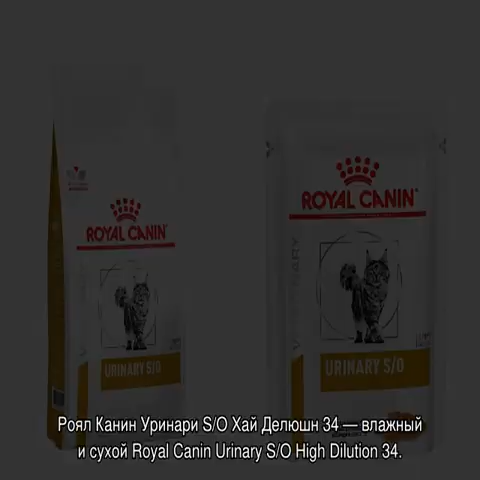 ROYAL CANIN
ROYAL CANIN
URINARY S/O
URINARY S/O
Роял Канин Уринари S/O Хай Делюшн 34 — влажный
и сухой Royal Canin Urinary S/O High Dilution 34.